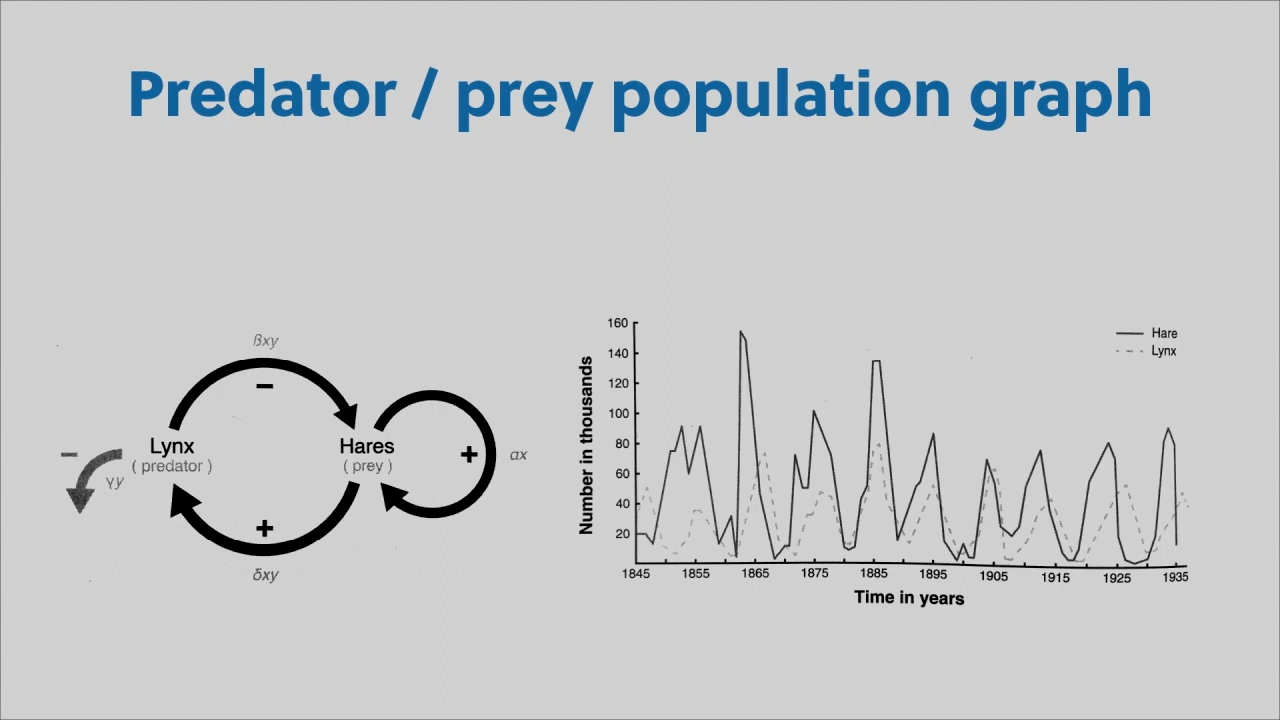 Predator / prey population graph
βxy
−
Lynx
( predator )
−
γy
+
δxy
Hares
( prey )
+
αx
160
140
120
100
80
60
40
20
Number in thousands
Hare
Lynx
1845 1855 1865 1875 1885 1895 1905 1915 1925 1935
Time in years